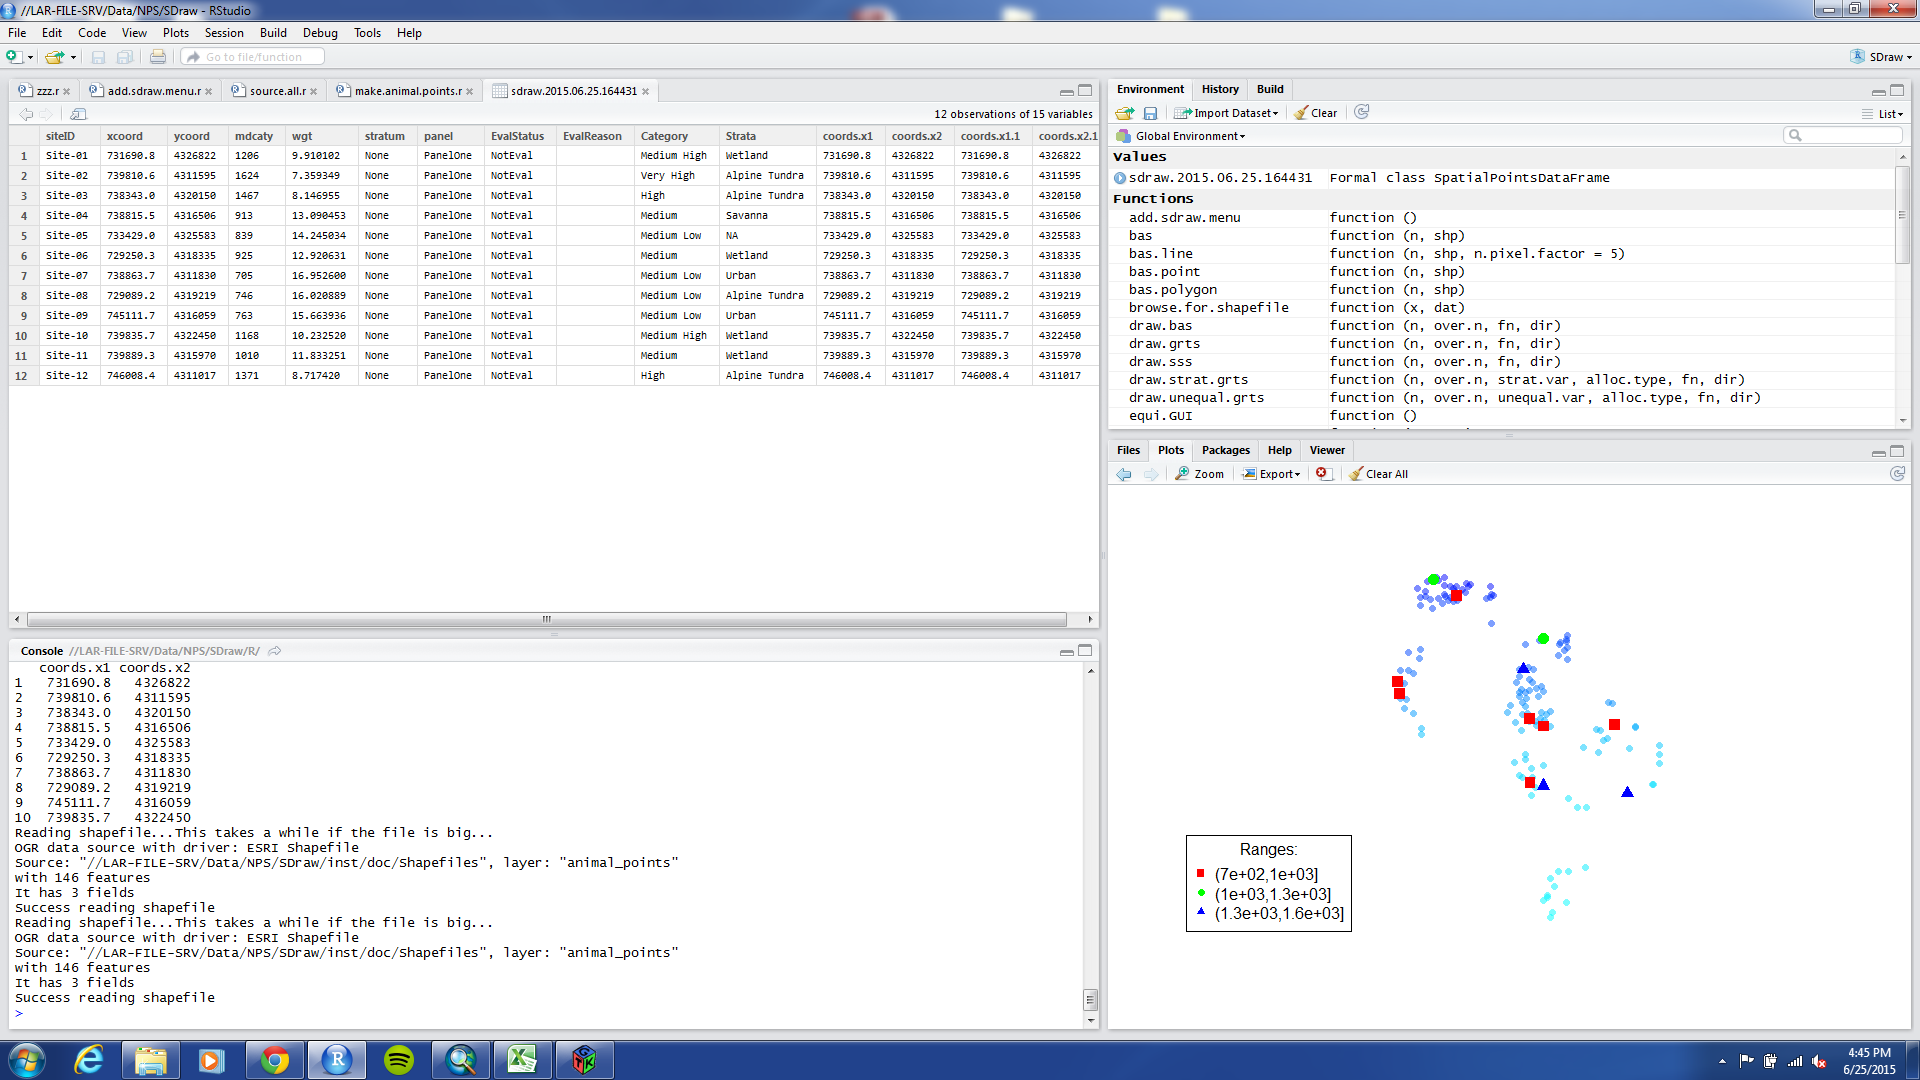 //LAR-FILE-SRV/Data/NPS/SDraw - RStudio
File Edit Code View Plots Session Build Debug Tools Help
Go to file/function
SDraw
zzz.r add.sdraw.menu.r source.all.r make.animal.points.r sdraw.2015.06.25.164431
12 observations of 15 variables
siteID xcoord ycoord mdcaty wgt stratum panel EvalStatus EvalReason Category Strata coords.x1 coords.x2 coords.x1.1 coords.x2.1
1 Site-01 731690.8 4326822 1206 9.910102 None PanelOne NotEval Medium High Wetland 731690.8 4326822 731690.8 4326822
2 Site-02 739810.6 4311595 1624 7.359349 None PanelOne NotEval Very High Alpine Tundra 739810.6 4311595 739810.6 4311595
3 Site-03 738343.0 4320150 1467 8.146955 None PanelOne NotEval High Alpine Tundra 738343.0 4320150 738343.0 4320150
4 Site-04 738815.5 4316506 913 13.090453 None PanelOne NotEval Medium Savanna 738815.5 4316506 738815.5 4316506
5 Site-05 733429.0 4325583 839 14.245034 None PanelOne NotEval Medium Low NA 733429.0 4325583 733429.0 4325583
6 Site-06 729250.3 4318335 925 12.920631 None PanelOne NotEval Medium Wetland 729250.3 4318335 729250.3 4318335
7 Site-07 738863.7 4311830 705 16.952600 None PanelOne NotEval Medium Low Urban 738863.7 4311830 738863.7 4311830
8 Site-08 729089.2 4319219 746 16.020889 None PanelOne NotEval Medium Low Alpine Tundra 729089.2 4319219 729089.2 4319219
9 Site-09 745111.7 4316059 763 15.663936 None PanelOne NotEval Medium Low Urban 745111.7 4316059 745111.7 4316059
10 Site-10 739835.7 4322450 1168 10.232520 None PanelOne NotEval Medium High Wetland 739835.7 4322450 739835.7 4322450
11 Site-11 739889.3 4315970 1010 11.833251 None PanelOne NotEval Medium Wetland 739889.3 4315970 739889.3 4315970
12 Site-12 746008.4 4311017 1371 8.717420 None PanelOne NotEval High Alpine Tundra 746008.4 4311017 746008.4 4311017
Console //LAR-FILE-SRV/Data/NPS/SDraw/R/
coords.x1 coords.x2
1 731690.8 4326822
2 739810.6 4311595
3 738343.0 4320150
4 738815.5 4316506
5 733429.0 4325583
6 729250.3 4318335
7 738863.7 4311830
8 729089.2 4319219
9 745111.7 4316059
10 739835.7 4322450
Reading shapefile...This takes a while if the file is big...
OGR data source with driver: ESRI Shapefile
Source: "//LAR-FILE-SRV/Data/NPS/SDraw/inst/doc/Shapefiles", layer: "animal_points"
with 146 features
It has 3 fields
Success reading shapefile
Reading shapefile...This takes a while if the file is big...
OGR data source with driver: ESRI Shapefile
Source: "//LAR-FILE-SRV/Data/NPS/SDraw/inst/doc/Shapefiles", layer: "animal_points"
with 146 features
It has 3 fields
Success reading shapefile
>
Environment History Build
Import Dataset Clear List
Global Environment
Values
sdraw.2015.06.25.164431 Formal class SpatialPointsDataFrame
Functions
add.sdraw.menu function ()
bas function (n, shp)
bas.line function (n, shp, n.pixel.factor = 5)
bas.point function (n, shp)
bas.polygon function (n, shp)
browse.for.shapefile function (x, dat)
draw.bas function (n, over.n, fn, dir)
draw.grts function (n, over.n, fn, dir)
draw.sss function (n, over.n, fn, dir)
draw.strat.grts function (n, over.n, strat.var, alloc.type, fn, dir)
draw.unequal.grts function (n, over.n, unequal.var, alloc.type, fn, dir)
equi.GUI function ()
Files Plots Packages Help Viewer
Zoom Export Clear All
Ranges:
(7e+02,1e+03]
(1e+03,1.3e+03]
(1.3e+03,1.6e+03]
4:45 PM
6/25/2015